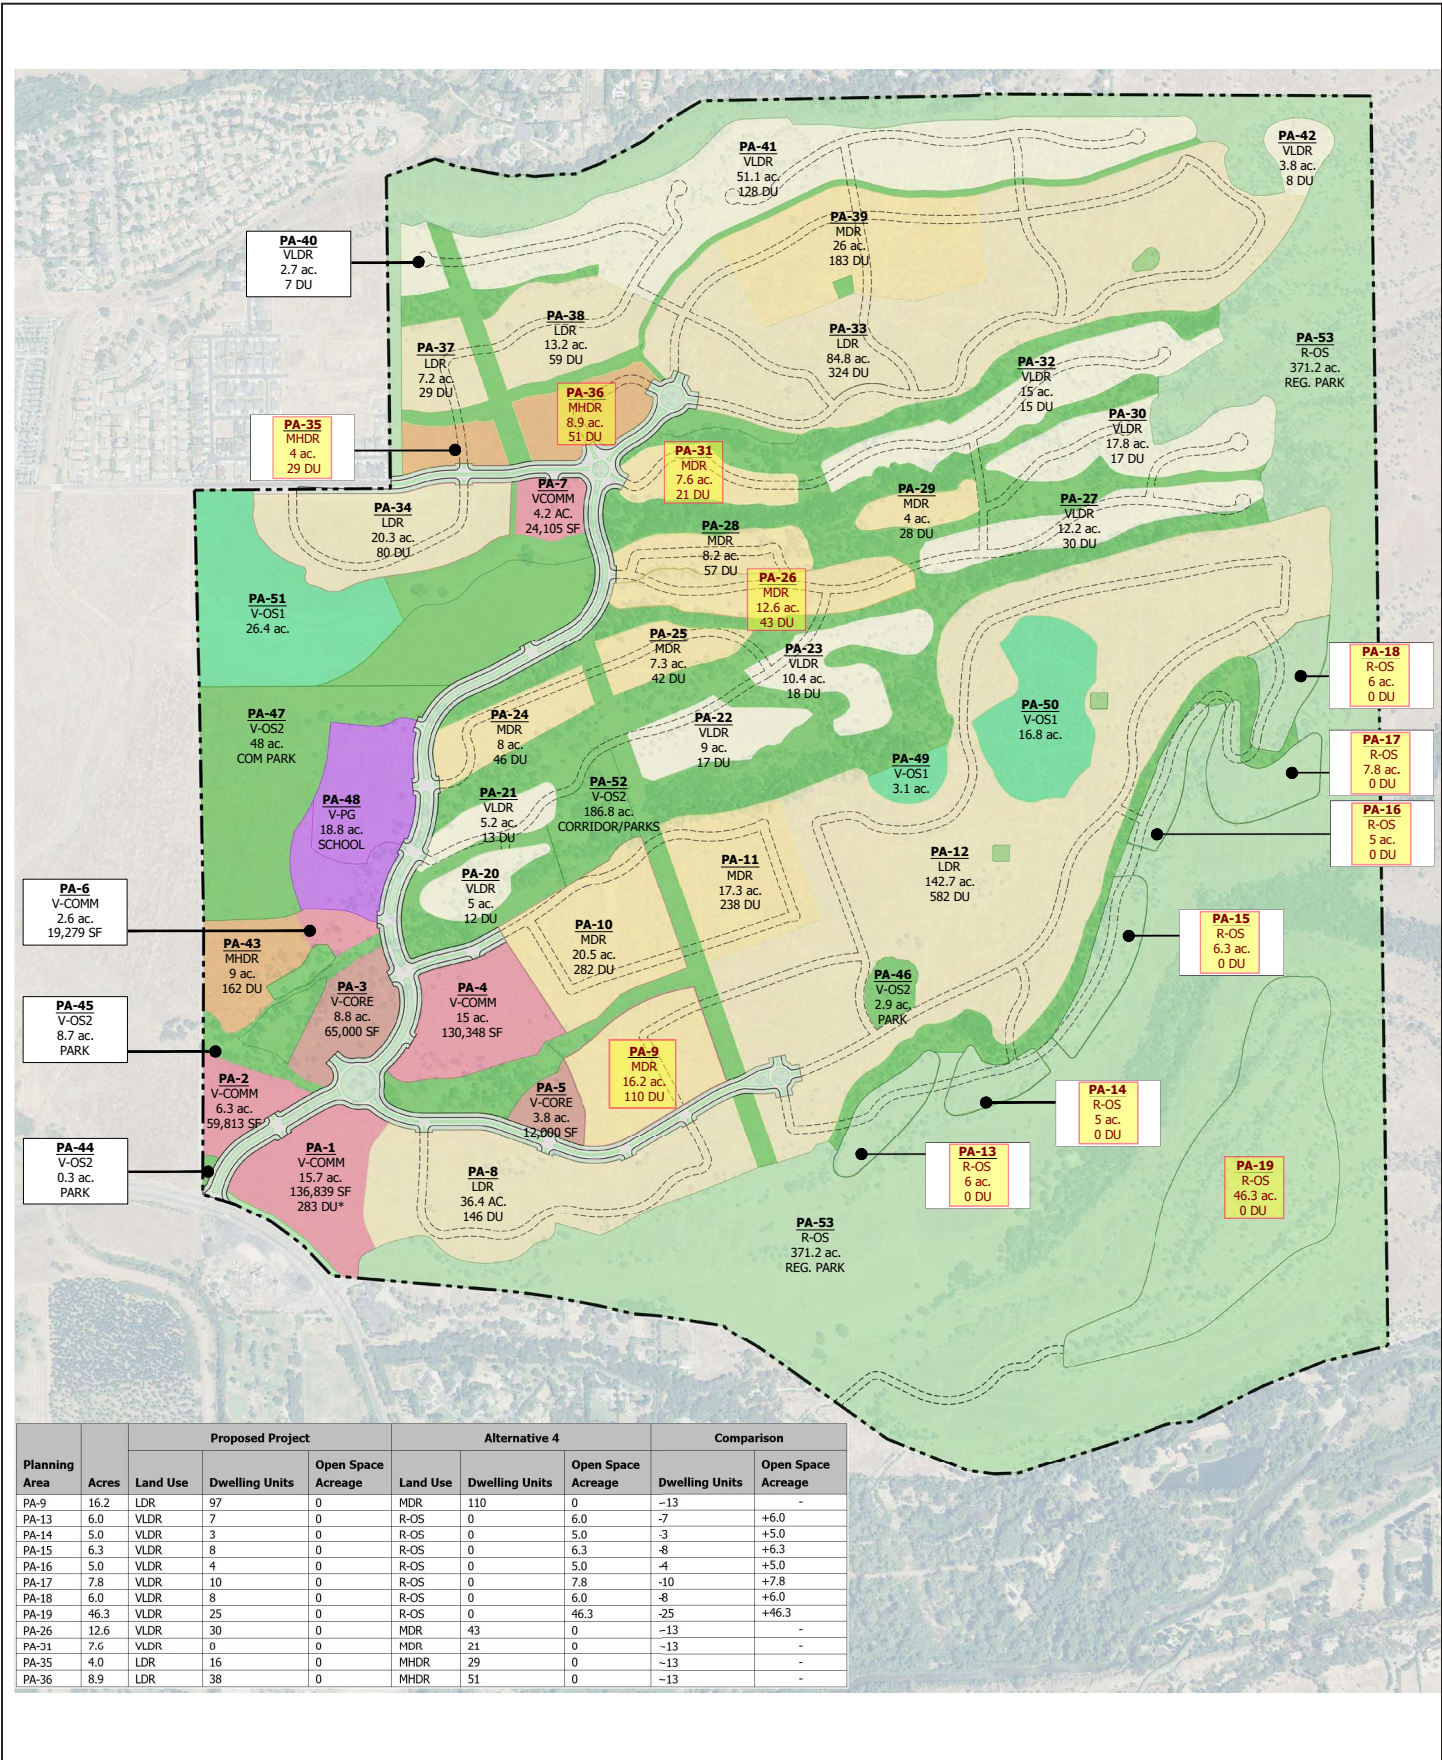 PA-41
VLDR
51.1 ac.
128 DU
PA-42
VLDR
3.8 ac.
8 DU
PA-40
VLDR
2.7 ac.
7 DU
PA-39
MDR
26 ac.
183 DU
PA-38
LDR
13.2 ac.
59 DU
PA-37
LDR
7.2 ac.
29 DU
PA-33
LDR
84.8 ac.
324 DU
PA-53
R-OS
371.2 ac.
REG. PARK
PA-32
VLDR
15 ac.
15 DU
PA-36
MHDR
8.9 ac.
51 DU
PA-35
MHDR
4 ac.
29 DU
PA-30
VLDR
17.8 ac.
17 DU
PA-31
MDR
7.6 ac.
21 DU
PA-7
VCOMM
4.2 AC.
24,105 SF
PA-29
MDR
4 ac.
28 DU
PA-27
VLDR
12.2 ac.
30 DU
PA-34
LDR
20.3 ac.
80 DU
PA-28
MDR
8.2 ac.
57 DU
PA-26
MDR
12.6 ac.
43 DU
PA-51
V-OS1
26.4 ac.
PA-25
MDR
7.3 ac.
42 DU
PA-23
VLDR
10.4 ac.
18 DU
PA-18
R-OS
6 ac.
0 DU
PA-47
V-OS2
48 ac.
COM PARK
PA-24
MDR
8 ac.
46 DU
PA-22
VLDR
9 ac.
17 DU
PA-50
V-OS1
16.8 ac.
PA-17
R-OS
7.8 ac.
0 DU
PA-49
V-OS1
3.1 ac.
PA-48
V-PG
18.8 ac.
SCHOOL
PA-21
VLDR
5.2 ac.
13 DU
PA-52
V-OS2
186.8 ac.
CORRIDOR/PARKS
PA-16
R-OS
5 ac.
0 DU
PA-20
VLDR
5 ac.
12 DU
PA-11
MDR
17.3 ac.
238 DU
PA-12
LDR
142.7 ac.
582 DU
PA-6
V-COMM
2.6 ac.
19,279 SF
PA-15
R-OS
6.3 ac.
0 DU
PA-10
MDR
20.5 ac.
282 DU
PA-43
MHDR
9 ac.
162 DU
PA-3
V-CORE
8.8 ac.
65,000 SF
PA-4
V-COMM
15 ac.
130,348 SF
PA-46
V-OS2
2.9 ac.
PARK
PA-45
V-OS2
8.7 ac.
PARK
PA-9
MDR
16.2 ac.
110 DU
PA-2
V-COMM
6.3 ac.
59,813 SF
PA-5
V-CORE
3.8 ac.
12,000 SF
PA-14
R-OS
5 ac.
0 DU
PA-44
V-OS2
0.3 ac.
PARK
PA-1
V-COMM
15.7 ac.
136,839 SF
283 DU*
PA-8
LDR
36.4 AC.
146 DU
PA-13
R-OS
6 ac.
0 DU
PA-19
R-OS
46.3 ac.
0 DU
PA-53
R-OS
371.2 ac.
REG. PARK
Proposed Project Alternative 4 Comparison
Planning Area Acres Land Use Dwelling Units Open Space Acreage Land Use Dwelling Units Open Space Acreage Dwelling Units Open Space Acreage
PA-9 16.2 LDR 97 0 MDR 110 0 ~13 -
PA-13 6.0 VLDR 7 0 R-OS 0 6.0 -7 +6.0
PA-14 5.0 VLDR 3 0 R-OS 0 5.0 -3 +5.0
PA-15 6.3 VLDR 8 0 R-OS 0 6.3 -8 +6.3
PA-16 5.0 VLDR 4 0 R-OS 0 5.0 -4 +5.0
PA-17 7.8 VLDR 10 0 R-OS 0 7.8 -10 +7.8
PA-18 6.0 VLDR 8 0 R-OS 0 6.0 -8 +6.0
PA-19 46.3 VLDR 25 0 R-OS 0 46.3 -25 +46.3
PA-26 12.6 VLDR 30 0 MDR 43 0 ~13 -
PA-31 7.6 VLDR 8 0 MDR 21 0 ~13 -
PA-35 4.0 LDR 16 0 MHDR 29 0 ~13 -
PA-36 8.9 LDR 38 0 MHDR 51 0 ~13 -